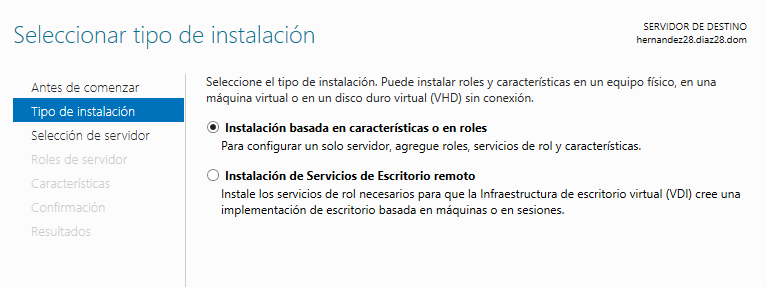 Seleccionar tipo de instalación
SERVIDOR DE DESTINO
hernandez28.diaz28.dom
Antes de comenzar
Tipo de instalación
Selección de servidor
Roles de servidor
Características
Confirmación
Resultados
Seleccione el tipo de instalación. Puede instalar roles y características en un equipo físico, en una
máquina virtual o en un disco duro virtual (VHD) sin conexión.
Instalación basada en características o en roles
Para configurar un solo servidor, agregue roles, servicios de rol y características.
Instalación de Servicios de Escritorio remoto
Instale los servicios de rol necesarios para que la Infraestructura de escritorio virtual (VDI) cree una
implementación de escritorio basada en máquinas o en sesiones.